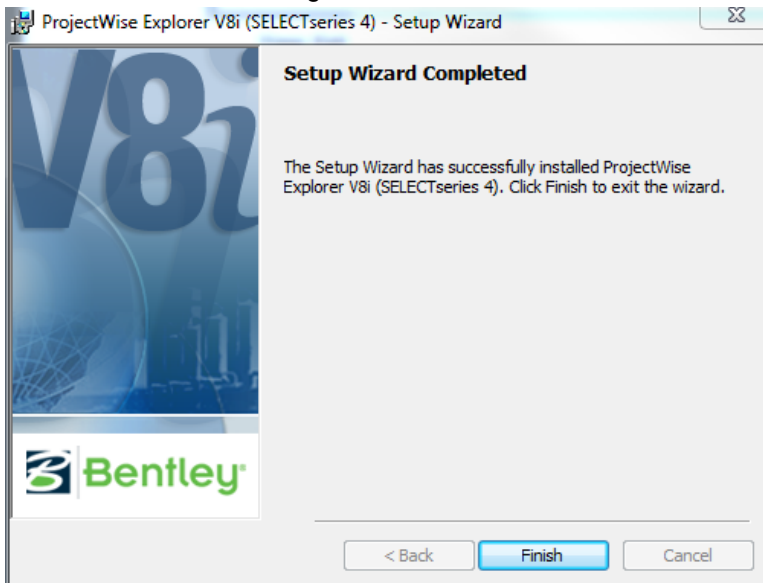 ProjectWise Explorer V8i (SELECTseries 4) - Setup Wizard
V8i
Setup Wizard Completed
The Setup Wizard has successfully installed ProjectWise
Explorer V8i (SELECTseries 4). Click Finish to exit the wizard.
Bentley
< Back
Finish
Cancel